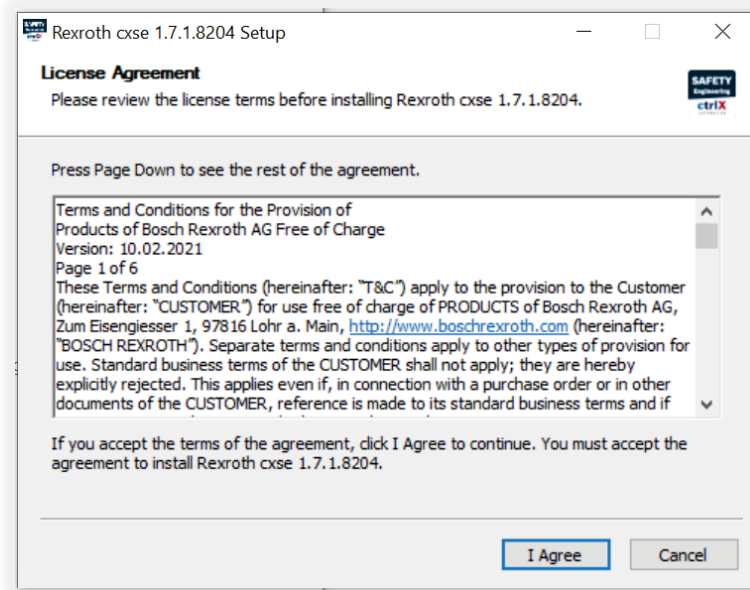 Rexroth cxse 1.7.1.8204 Setup
License Agreement
Please review the license terms before installing Rexroth cxse 1.7.1.8204.
SAFETY
Engineering
ctrlX
Press Page Down to see the rest of the agreement.
Terms and Conditions for the Provision of
Products of Bosch Rexroth AG Free of Charge
Version: 10.02.2021
Page 1 of 6
These Terms and Conditions (hereinafter: "T&C") apply to the provision to the Customer
(hereinafter: "CUSTOMER") for use free of charge of PRODUCTS of Bosch Rexroth AG,
Zum Eisengiesser 1, 97816 Lohr a. Main, http://www.boschrexroth.com (hereinafter:
"BOSCH REXROTH"). Separate terms and conditions apply to other types of provision for
use. Standard business terms of the CUSTOMER shall not apply; they are hereby
explicitly rejected. This applies even if, in connection with a purchase order or in other
documents of the CUSTOMER, reference is made to its standard business terms and if
If you accept the terms of the agreement, click I Agree to continue. You must accept the
agreement to install Rexroth cxse 1.7.1.8204.
I Agree
Cancel